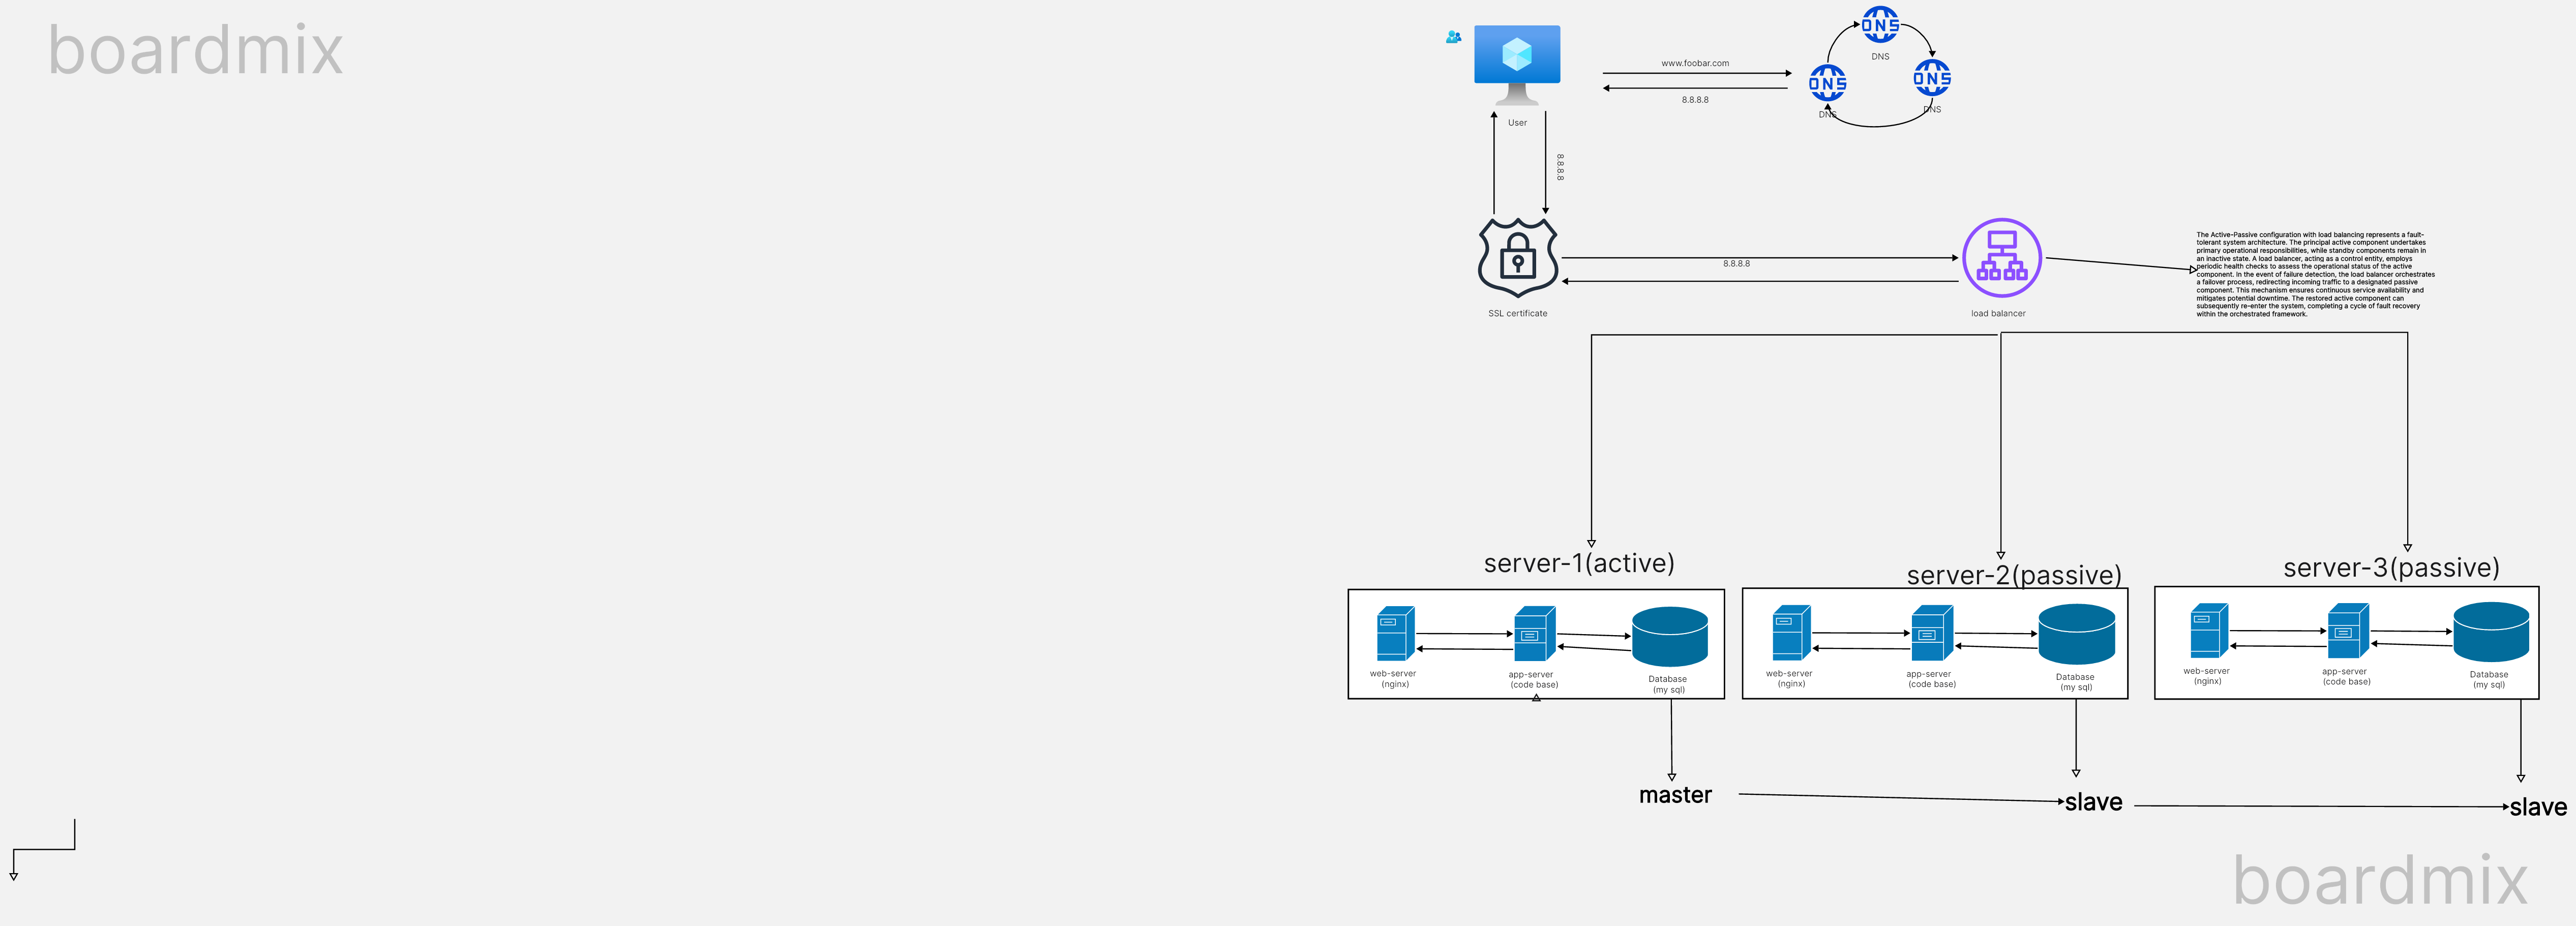 boardmix
DNS
DNS
DNS
DNS
DNS
DNS
www.foobar.com
8.8.8.8
User
8.8.8.8
SSL certificate
8.8.8.8
load balancer
The Active-Passive configuration with load balancing represents a fault-
tolerant system architecture. The principal active component undertakes
primary operational responsibilities, while standby components remain in
an inactive state. A load balancer, acting as a control entity, employs
periodic health checks to assess the operational status of the active
component. In the event of failure detection, the load balancer orchestrates
a failover process, redirecting incoming traffic to a designated passive
component. This mechanism ensures continuous service availability and
mitigates potential downtime. The restored active component can
subsequently re-enter the system, completing a cycle of fault recovery
within the orchestrated framework.
server-1(active)
web-server
(nginx)
app-server
(code base)
Database
(my sql)
server-2(passive)
web-server
(nginx)
app-server
(code base)
Database
(my sql)
server-3(passive)
web-server
(nginx)
app-server
(code base)
Database
(my sql)
master
slave
slave
boardmix